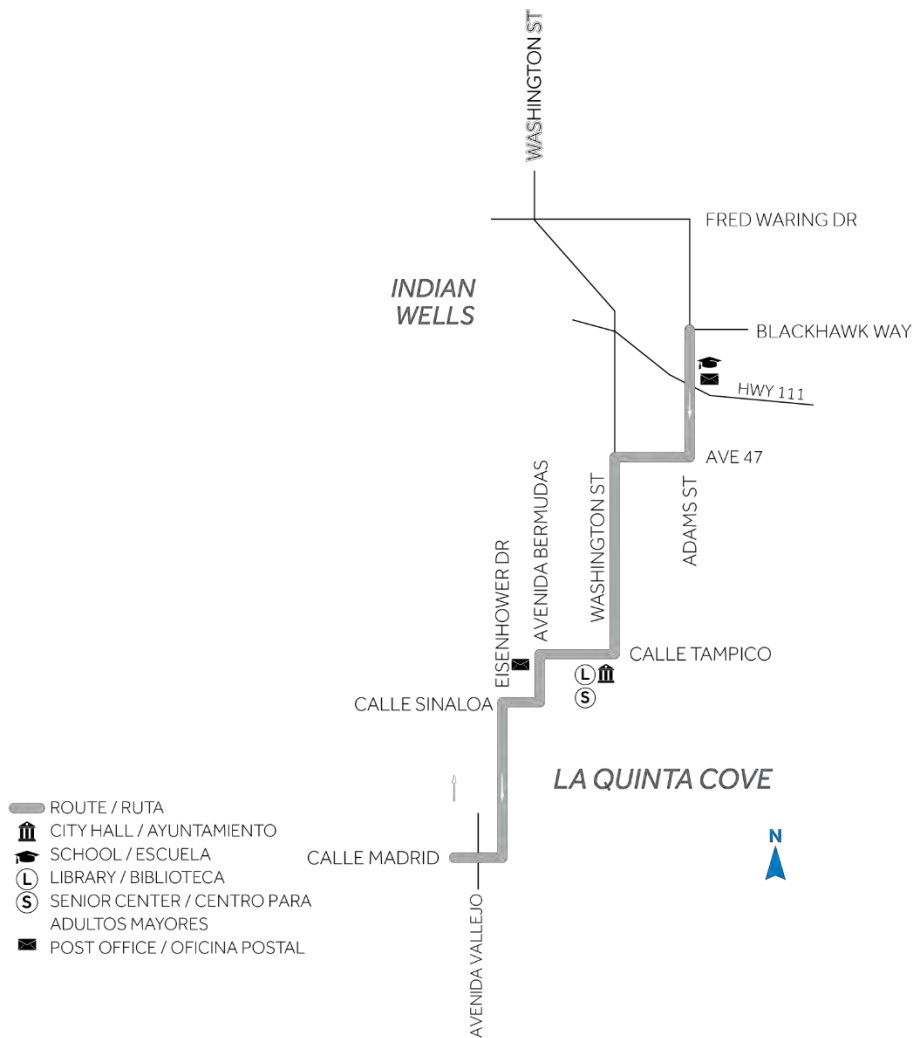 WASHINGTON ST
FRED WARING DR
INDIAN
WELLS
BLACKHAWK WAY
HWY 111
AVE 47
ADAMS ST
WASHINGTON ST
AVENIDA BERMUDAS
EISENHOWER DR
CALLE TAMPICO
L
S
CALLE SINALOA
LA QUINTA COVE
CALLE MADRID
AVENIDA VALLEJO
N
ROUTE / RUTA
CITY HALL / AYUNTAMIENTO
SCHOOL / ESCUELA
L LIBRARY / BIBLIOTECA
S SENIOR CENTER / CENTRO PARA
ADULTOS MAYORES
POST OFFICE / OFICINA POSTAL